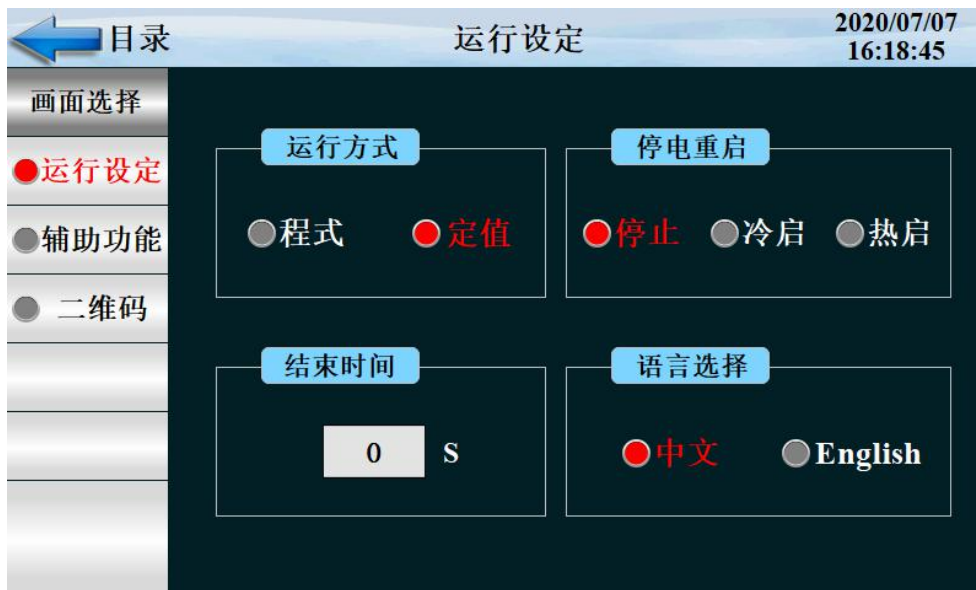 目录
运行设定
2020/07/07
16:18:45
画面选择
运行设定
辅助功能
二维码
运行方式
程式
定值
停电重启
停止
冷启
热启
结束时间
0 S
语言选择
中文
English